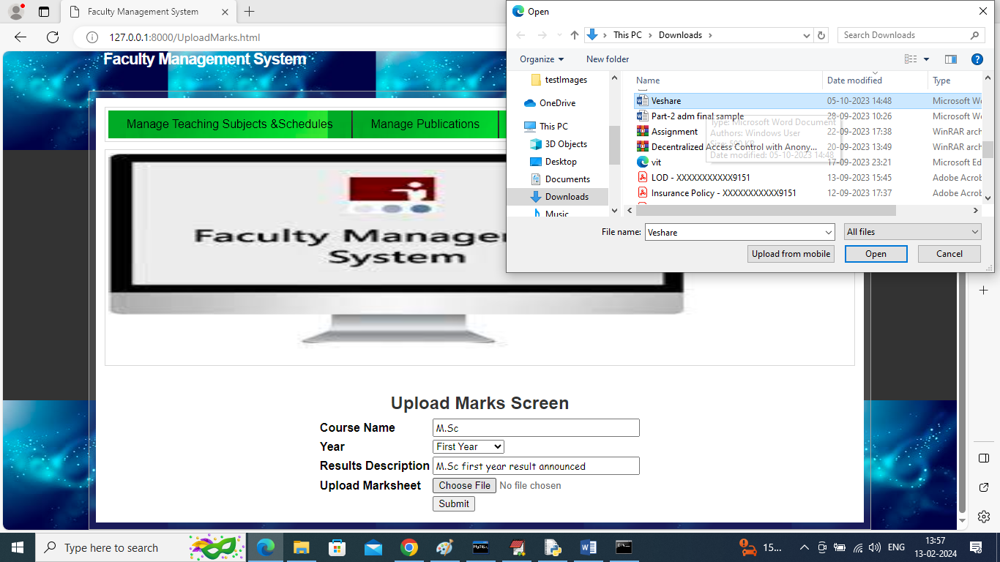 Faculty Management System
Open
127.0.0.1:8000/UploadMarks.html
This PC
Downloads
Search Downloads
Faculty Management System
Organize
New folder
testImages
OneDrive
This PC
3D Objects
Desktop
Documents
Downloads
Music
Name Date modified Type
Veshare 05-10-2023 14:48 Microsoft Wo
Part-2 adm final sample 28-09-2023 10:26 Microsoft Wo
Assignment 22-09-2023 17:38 WinRAR arch
Decentralized Access Control with Anony... 20-09-2023 13:49 WinRAR arch
vit 17-09-2023 23:21 Microsoft Ed
LOD - XXXXXXXXXXX9151 13-09-2023 15:45 Adobe Acrob
Insurance Policy - XXXXXXXXXXX9151 12-09-2023 17:37 Adobe Acrob
Type: Microsoft Word Document
Authors: Windows User
Date modified: 05-10-2023 14:48
File name: Veshare All files
Upload from mobile Open Cancel
Manage Teaching Subjects &Schedules
Manage Publications
Faculty Manage
System
Upload Marks Screen
Course Name M.Sc
Year First Year
Results Description M.Sc first year result announced
Upload Marksheet Choose File No file chosen
Submit
Type here to search
15...
ENG
13:57
13-02-2024